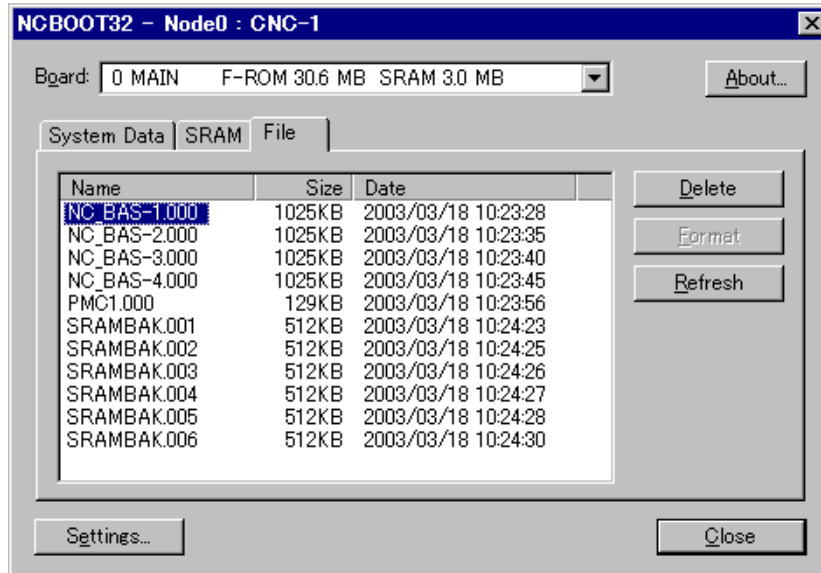 NCBOOT32 - Node0 : CNC-1
Board: 0 MAIN F-ROM 30.6 MB SRAM 3.0 MB About...
System Data SRAM File
Name Size Date
NC_BAS-1.000 1025KB 2003/03/18 10:23:28
NC_BAS-2.000 1025KB 2003/03/18 10:23:35
NC_BAS-3.000 1025KB 2003/03/18 10:23:40
NC_BAS-4.000 1025KB 2003/03/18 10:23:45
PMC1.000 129KB 2003/03/18 10:23:56
SRAMBAK.001 512KB 2003/03/18 10:24:23
SRAMBAK.002 512KB 2003/03/18 10:24:25
SRAMBAK.003 512KB 2003/03/18 10:24:26
SRAMBAK.004 512KB 2003/03/18 10:24:27
SRAMBAK.005 512KB 2003/03/18 10:24:28
SRAMBAK.006 512KB 2003/03/18 10:24:30
Delete
Format
Refresh
Settings... Close